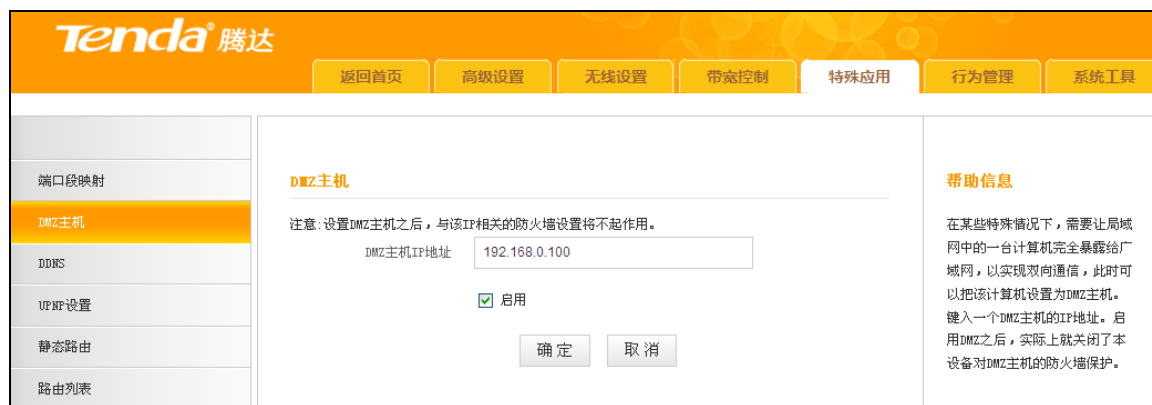 Tenda® 腾达
返回首页 高级设置 无线设置 带宽控制 特殊应用 行为管理 系统工具
端口段映射
DMZ主机
DDNS
UPNP设置
静态路由
路由列表
DMZ主机
注意:设置DMZ主机之后，与该IP相关的防火墙设置将不起作用。
DMZ主机IP地址 192.168.0.100
启用
确定 取消
帮助信息
在某些特殊情况下，需要让局域
网中的一台计算机完全暴露给广
域网，以实现双向通信，此时可
以把该计算机设置为DMZ主机。
键入一个DMZ主机的IP地址。启
用DMZ之后，实际上就关闭了本
设备对DMZ主机的防火墙保护。